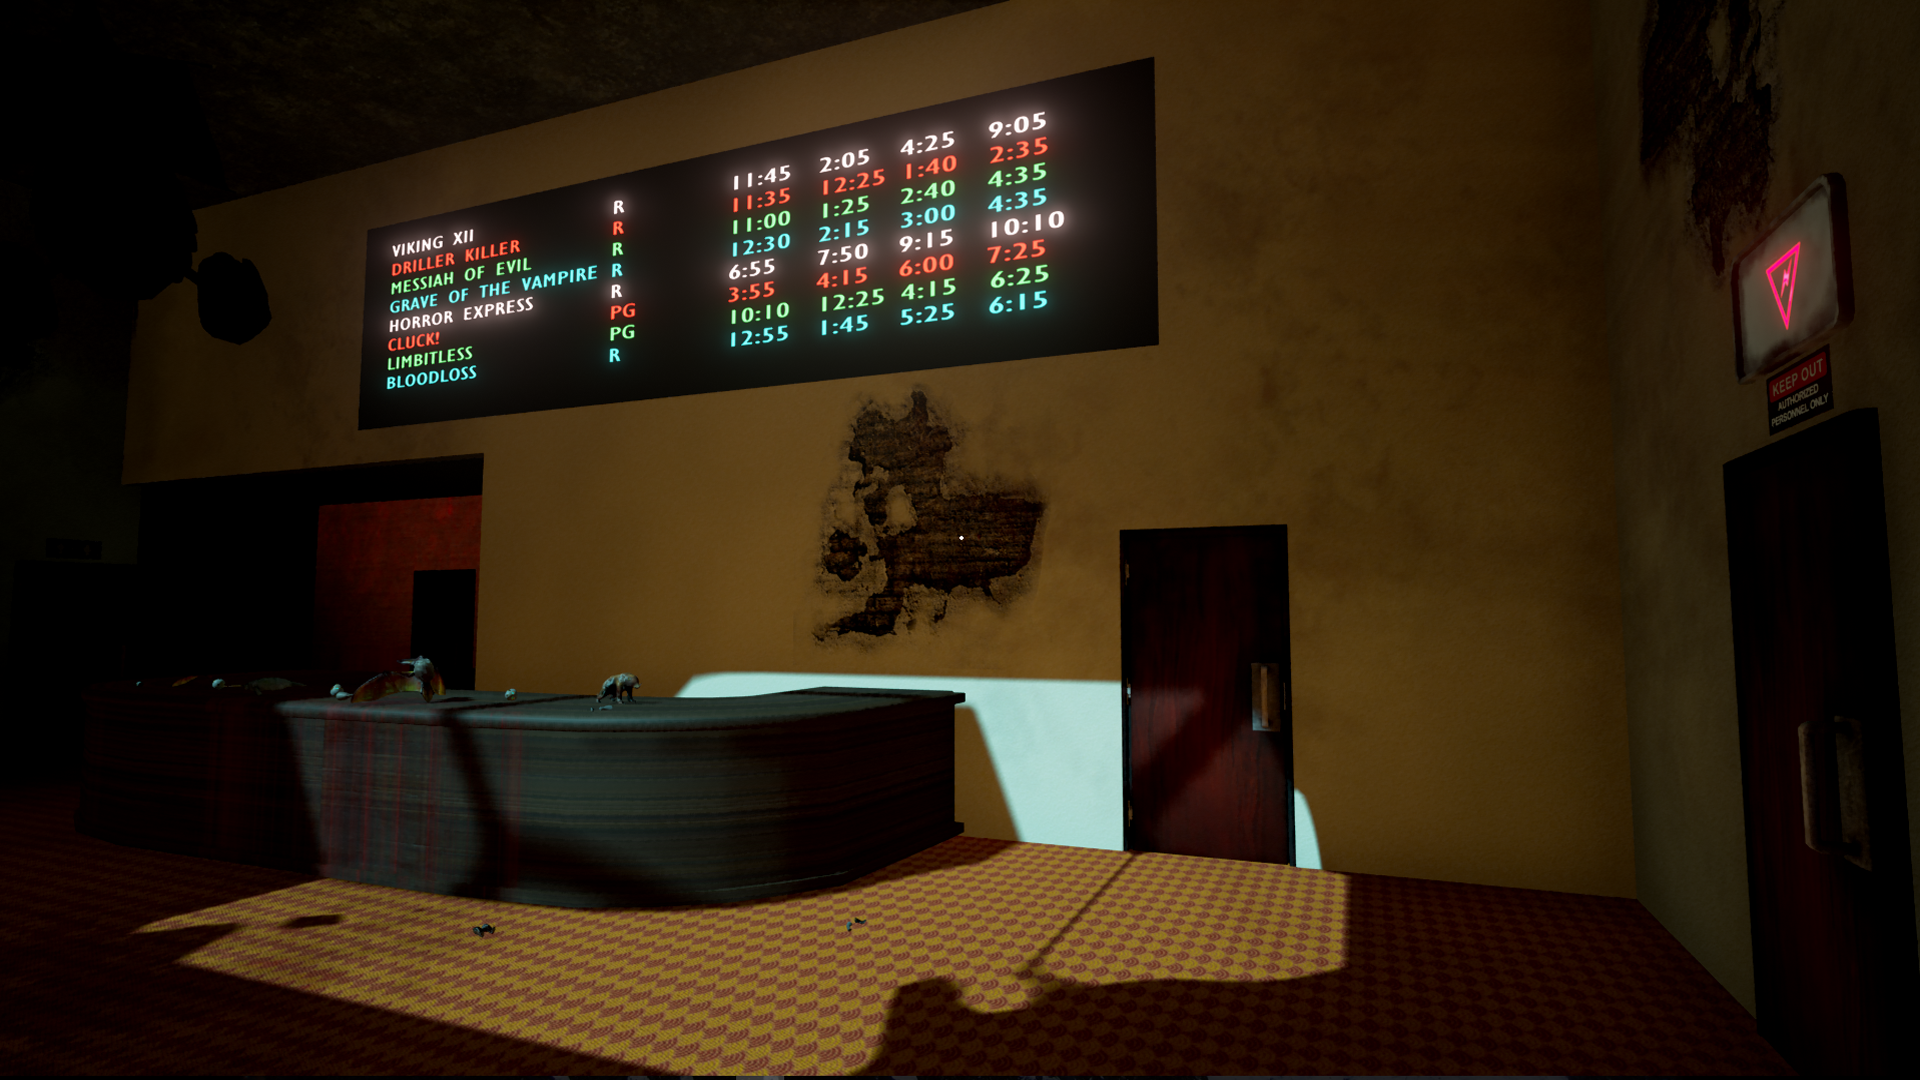 VIKING XII R 11:45 2:05 4:25 9:05
DRILLER KILLER R 11:35 12:25 1:40 2:35
MESSIAH OF EVIL R 11:00 1:25 2:40 4:35
GRAVE OF THE VAMPIRE R 12:30 2:15 3:00 4:35
HORROR EXPRESS R 6:55 7:50 9:15 10:10
CLUCK! PG 3:55 4:15 6:00 7:25
LIMBITLESS PG 10:10 12:25 4:15 6:25
BLOODLOSS R 12:55 1:45 5:25 6:15
KEEP OUT
AUTHORIZED
PERSONNEL ONLY